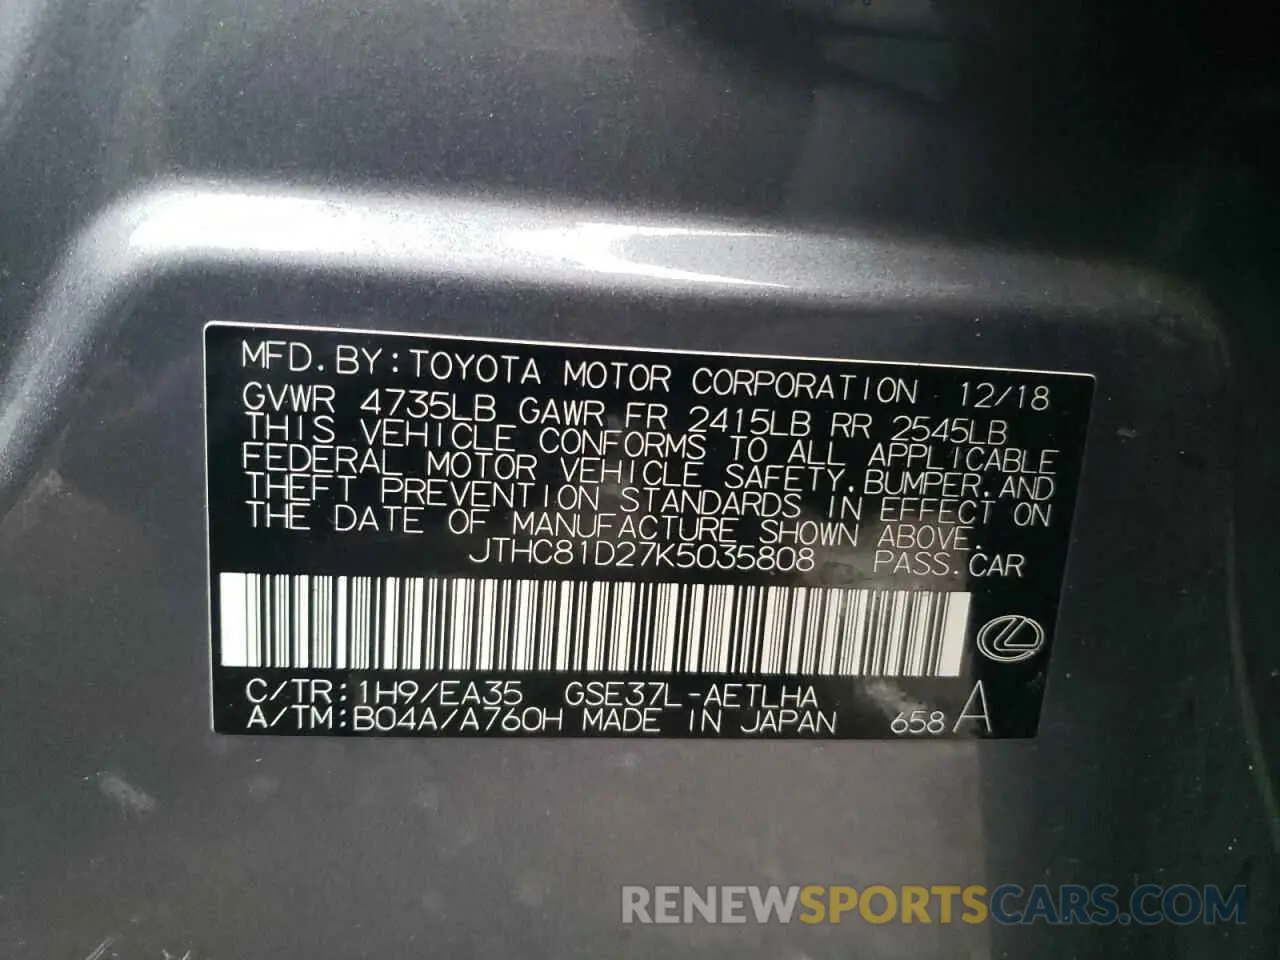 MFD. BY: TOYOTA MOTOR CORPORATION 12/18
GVWR 4735LB GAWR FR 2415LB RR 2545LB
THIS VEHICLE CONFORMS TO ALL APPLICABLE
FEDERAL MOTOR VEHICLE SAFETY, BUMPER, AND
THEFT PREVENTION STANDARDS IN EFFECT ON
THE DATE OF MANUFACTURE SHOWN ABOVE.
JTHC81D27K5035808 PASS. CAR
C/TR: 1H9/EA35 GSE37L-AETLHA
A/TM: B04A/A760H MADE IN JAPAN 658 A
RENEWSPORTSCARS.COM